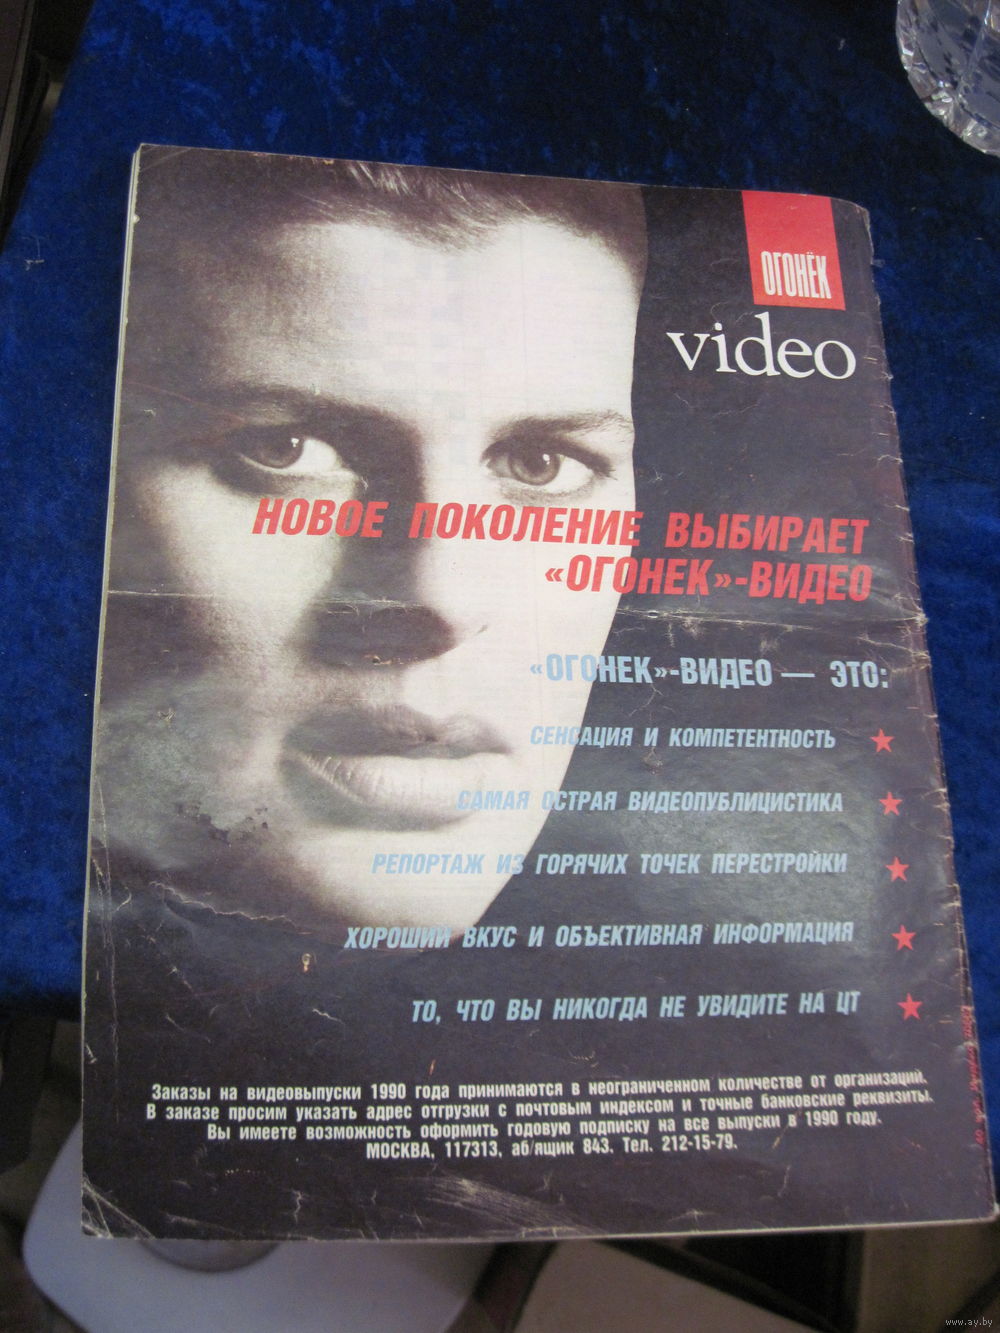 ОГОНЁК
video
НОВОЕ ПОКОЛЕНИЕ ВЫБИРАЕТ
«ОГОНЕК»-ВИДЕО
«ОГОНЕК»-ВИДЕО — ЭТО:
СЕНСАЦИЯ И КОМПЕТЕНТНОСТЬ ★
САМАЯ ОСТРАЯ ВИДЕОПУБЛИЦИСТИКА ★
РЕПОРТАЖ ИЗ ГОРЯЧИХ ТОЧЕК ПЕРЕСТРОЙКИ ★
ХОРОШИЙ ВКУС И ОБЪЕКТИВНАЯ ИНФОРМАЦИЯ ★
ТО, ЧТО ВЫ НИКОГДА НЕ УВИДИТЕ НА ЦТ ★
Заказы на видеовыпуски 1990 года принимаются в неограниченном количестве от организаций.
В заказе просим указать адрес отгрузки с почтовым индексом и точные банковские реквизиты.
Вы имеете возможность оформить годовую подписку на все выпуски в 1990 году.
МОСКВА, 117313, аб/ящик 843. Тел. 212-15-79.
www.ay.by